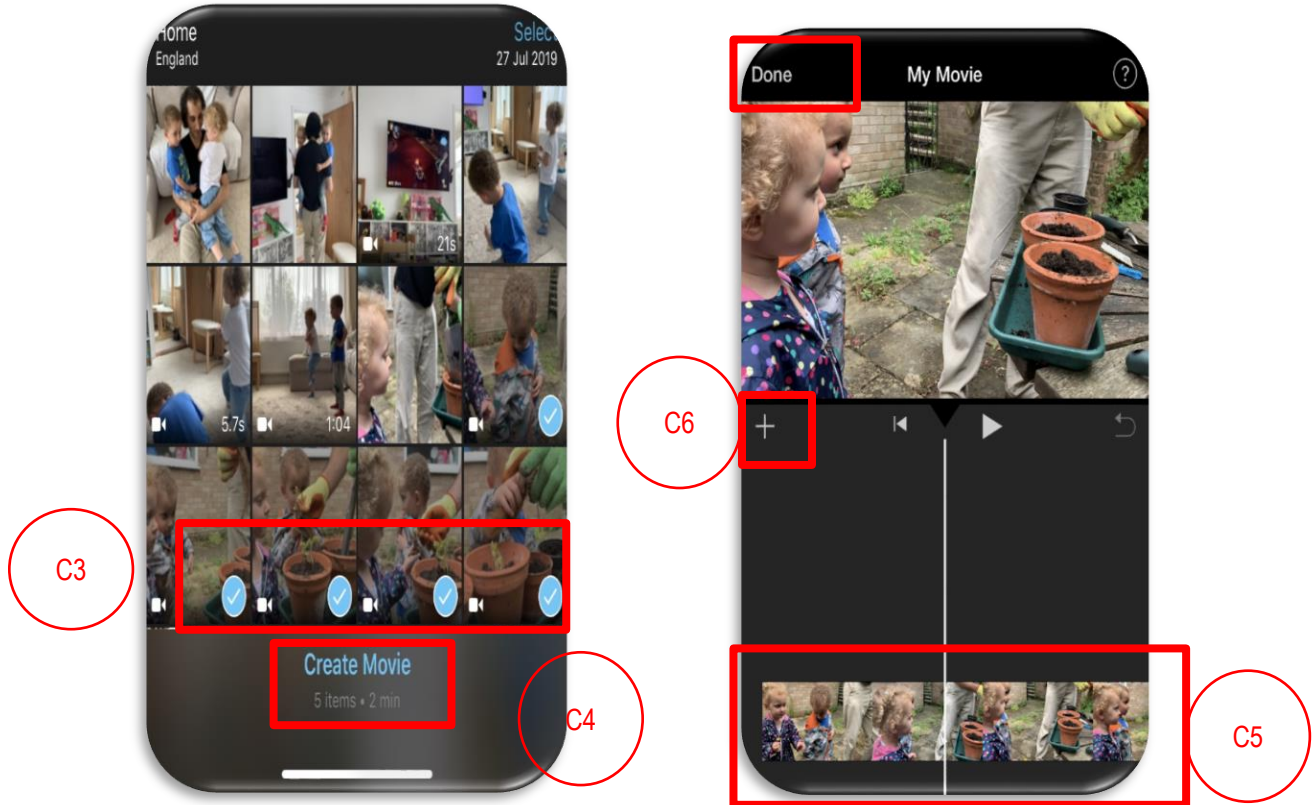 Home
Select
England
27 Jul 2019
21s
5.7s
1:04
C3
Create Movie
5 items • 2 min
C4
Done
My Movie
?
C6
C5